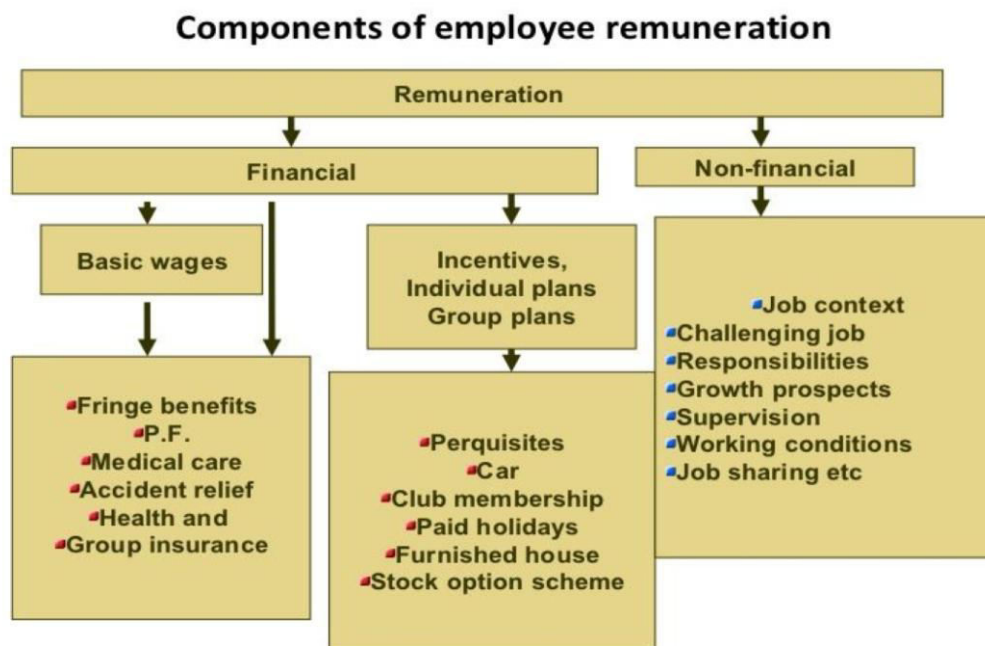 Components of employee remuneration
Remuneration
Financial
Non-financial
Basic wages
Incentives,
Individual plans
Group plans
Fringe benefits
P.F.
Medical care
Accident relief
Health and
Group insurance
Perquisites
Car
Club membership
Paid holidays
Furnished house
Stock option scheme
Job context
Challenging job
Responsibilities
Growth prospects
Supervision
Working conditions
Job sharing etc